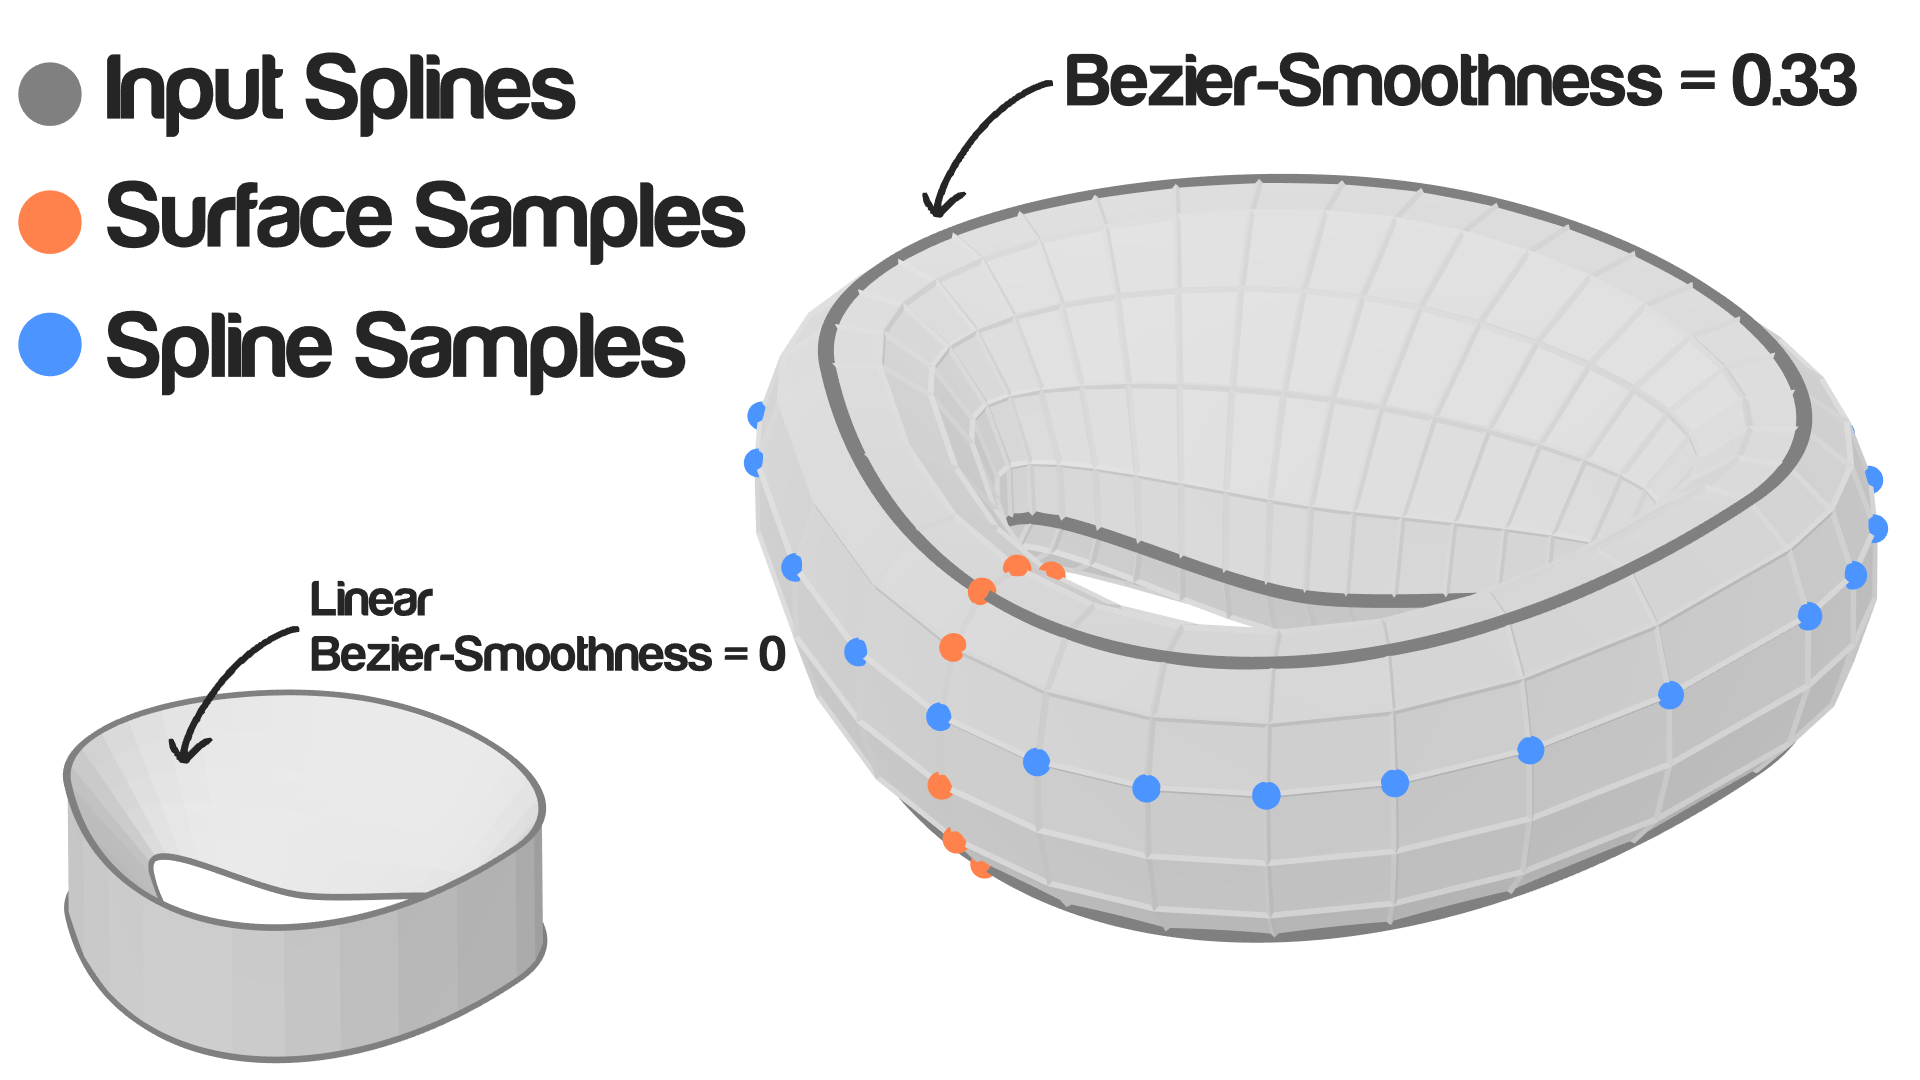 Input Splines
Surface Samples
Spline Samples
Bezier-Smoothness = 0.33
Linear
Bezier-Smoothness = 0